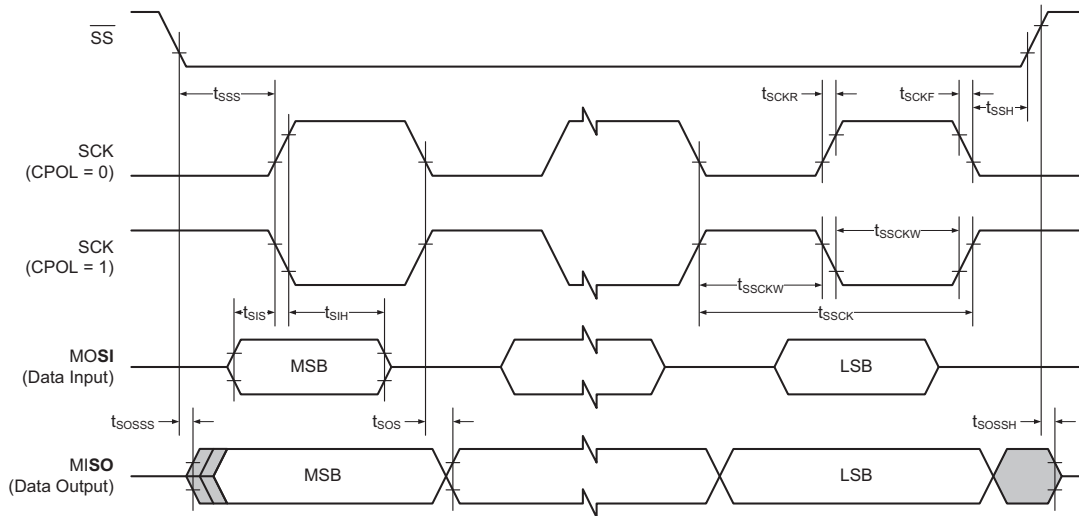 SS
tSSS
tSCKR
tSCKF
tSSH
SCK
(CPOL = 0)
SCK
(CPOL = 1)
tSSCKW
tSSCKW
tSSCK
tSIS
tSIH
MOSI
(Data Input)
MSB
LSB
tSOSSS
tSOS
tSOSSH
MISO
(Data Output)
MSB
LSB